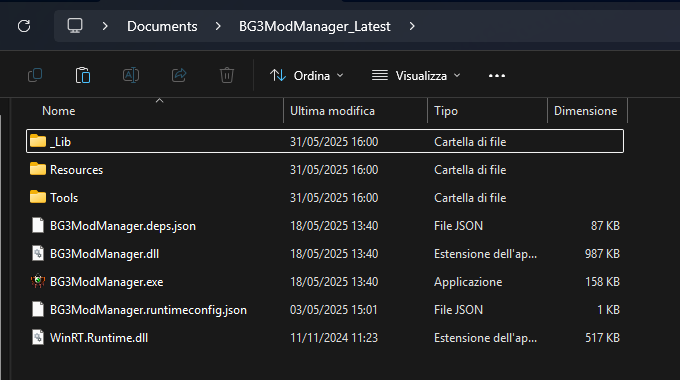 Documents > BG3ModManager_Latest >
Ordina Visualizza
Nome Ultima modifica Tipo Dimensione
_Lib 31/05/2025 16:00 Cartella di file
Resources 31/05/2025 16:00 Cartella di file
Tools 31/05/2025 16:00 Cartella di file
BG3ModManager.deps.json 18/05/2025 13:40 File JSON 87 KB
BG3ModManager.dll 18/05/2025 13:40 Estensione dell'ap... 987 KB
BG3ModManager.exe 18/05/2025 13:40 Applicazione 158 KB
BG3ModManager.runtimeconfig.json 03/05/2025 15:01 File JSON 1 KB
WinRT.Runtime.dll 11/11/2024 11:23 Estensione dell'ap... 517 KB